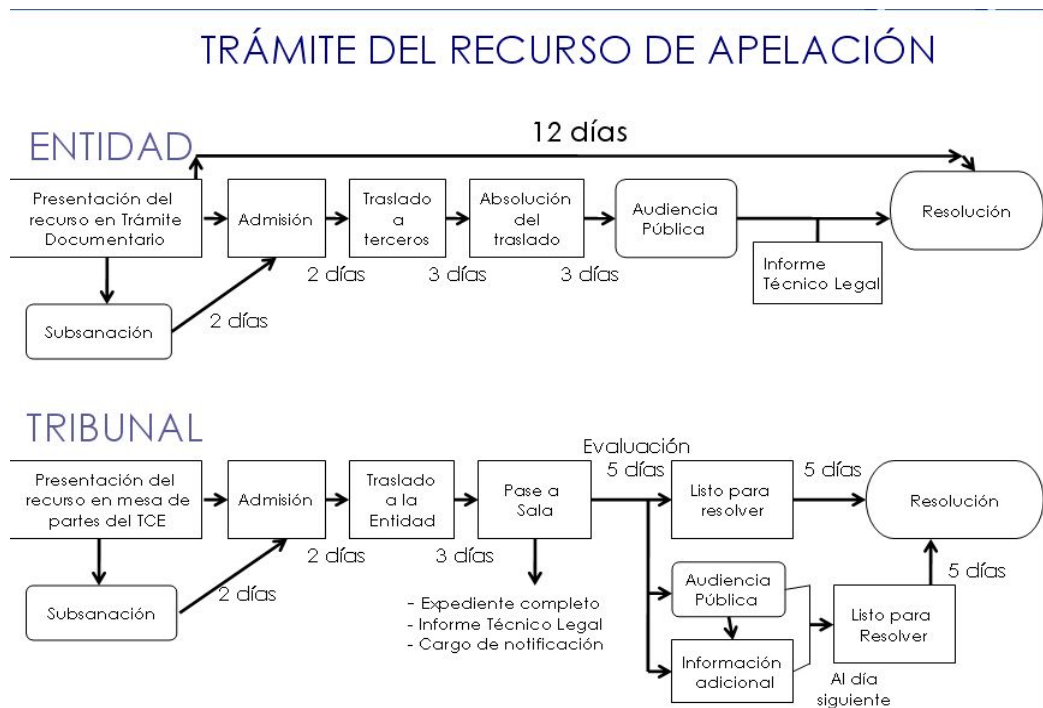 TRÁMITE DEL RECURSO DE APELACIÓN
ENTIDAD
12 días
Presentación del
recurso en Trámite
Documentario
Admisión
Traslado
a
terceros
Absolución
del
traslado
Audiencia
Pública
Resolución
Informe
Técnico Legal
2 días
3 días
3 días
Subsanación
2 días
TRIBUNAL
Evaluación
5 días
5 días
Presentación del
recurso en mesa de
partes del TCE
Admisión
Traslado
a la
Entidad
Pase a
Sala
Listo para
resolver
Resolución
2 días
3 días
5 días
Subsanación
2 días
- Expediente completo
- Informe Técnico Legal
- Cargo de notificación
Audiencia
Pública
Información
adicional
Listo para
Resolver
Al día
siguiente